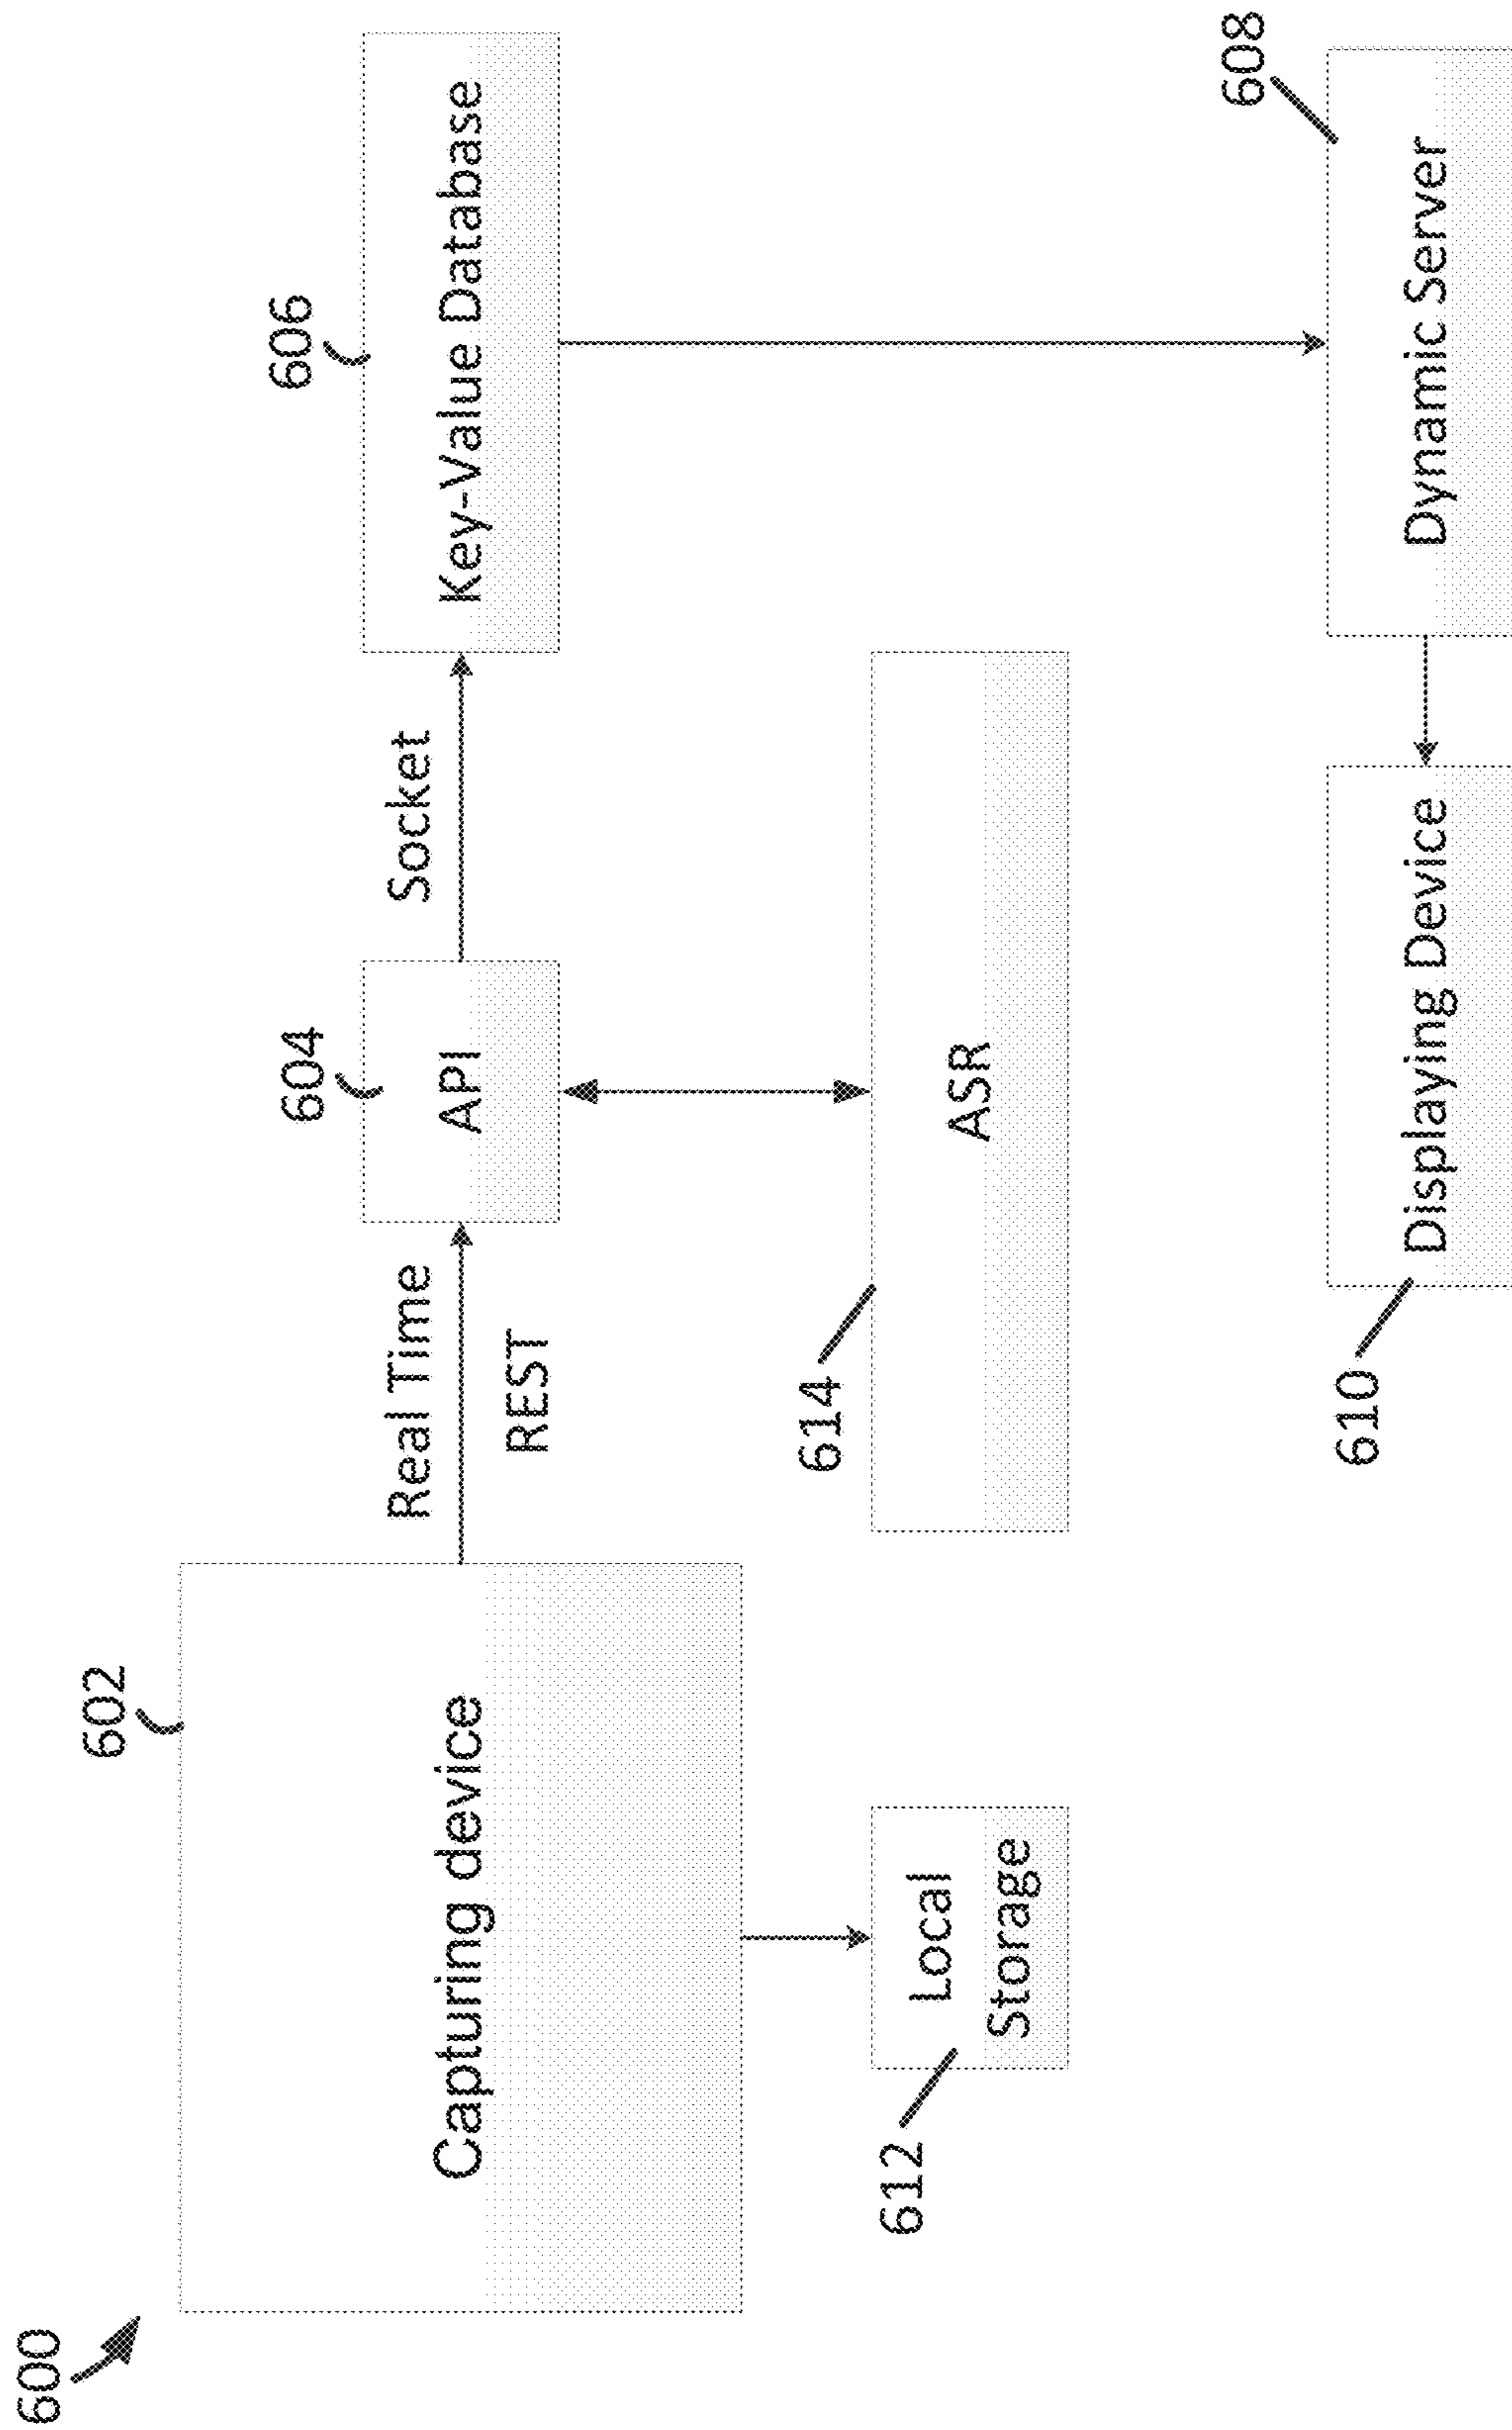 600
602
Capturing device
Real Time
REST
604
API
Socket
606
Key-Value Database
612
Local
Storage
614
ASR
610
Displaying Device
608
Dynamic Server